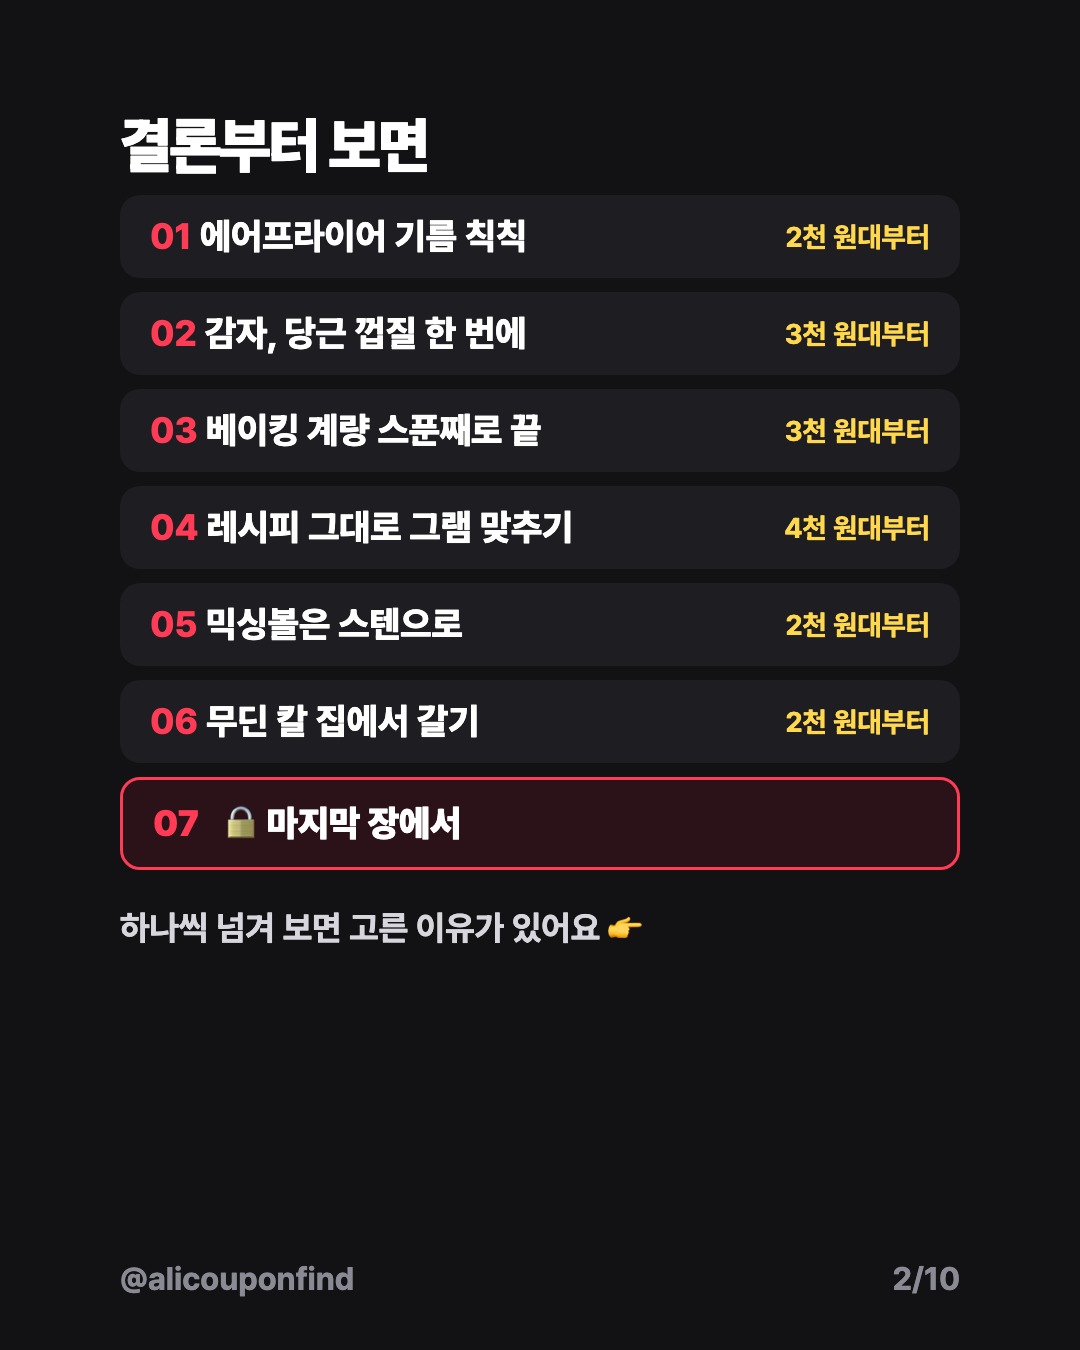 결론부터 보면
01 에어프라이어 기름 칙칙 2천 원대부터
02 감자, 당근 껍질 한 번에 3천 원대부터
03 베이킹 계량 스푼째로 끝 3천 원대부터
04 레시피 그대로 그램 맞추기 4천 원대부터
05 믹싱볼은 스텐으로 2천 원대부터
06 무딘 칼 집에서 갈기 2천 원대부터
07 🔒 마지막 장에서
하나씩 넘겨 보면 고른 이유가 있어요 👉
@alicouponfind 2/10